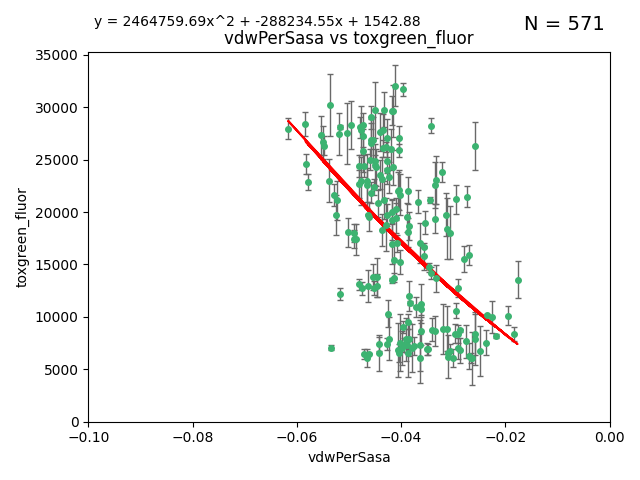 y = 2464759.69x^2 + -288234.55x + 1542.88
N = 571
vdwPerSasa vs toxgreen_fluor
35000
30000
25000
20000
15000
10000
5000
0
toxgreen_fluor
−0.10 −0.08 −0.06 −0.04 −0.02 0.00
vdwPerSasa